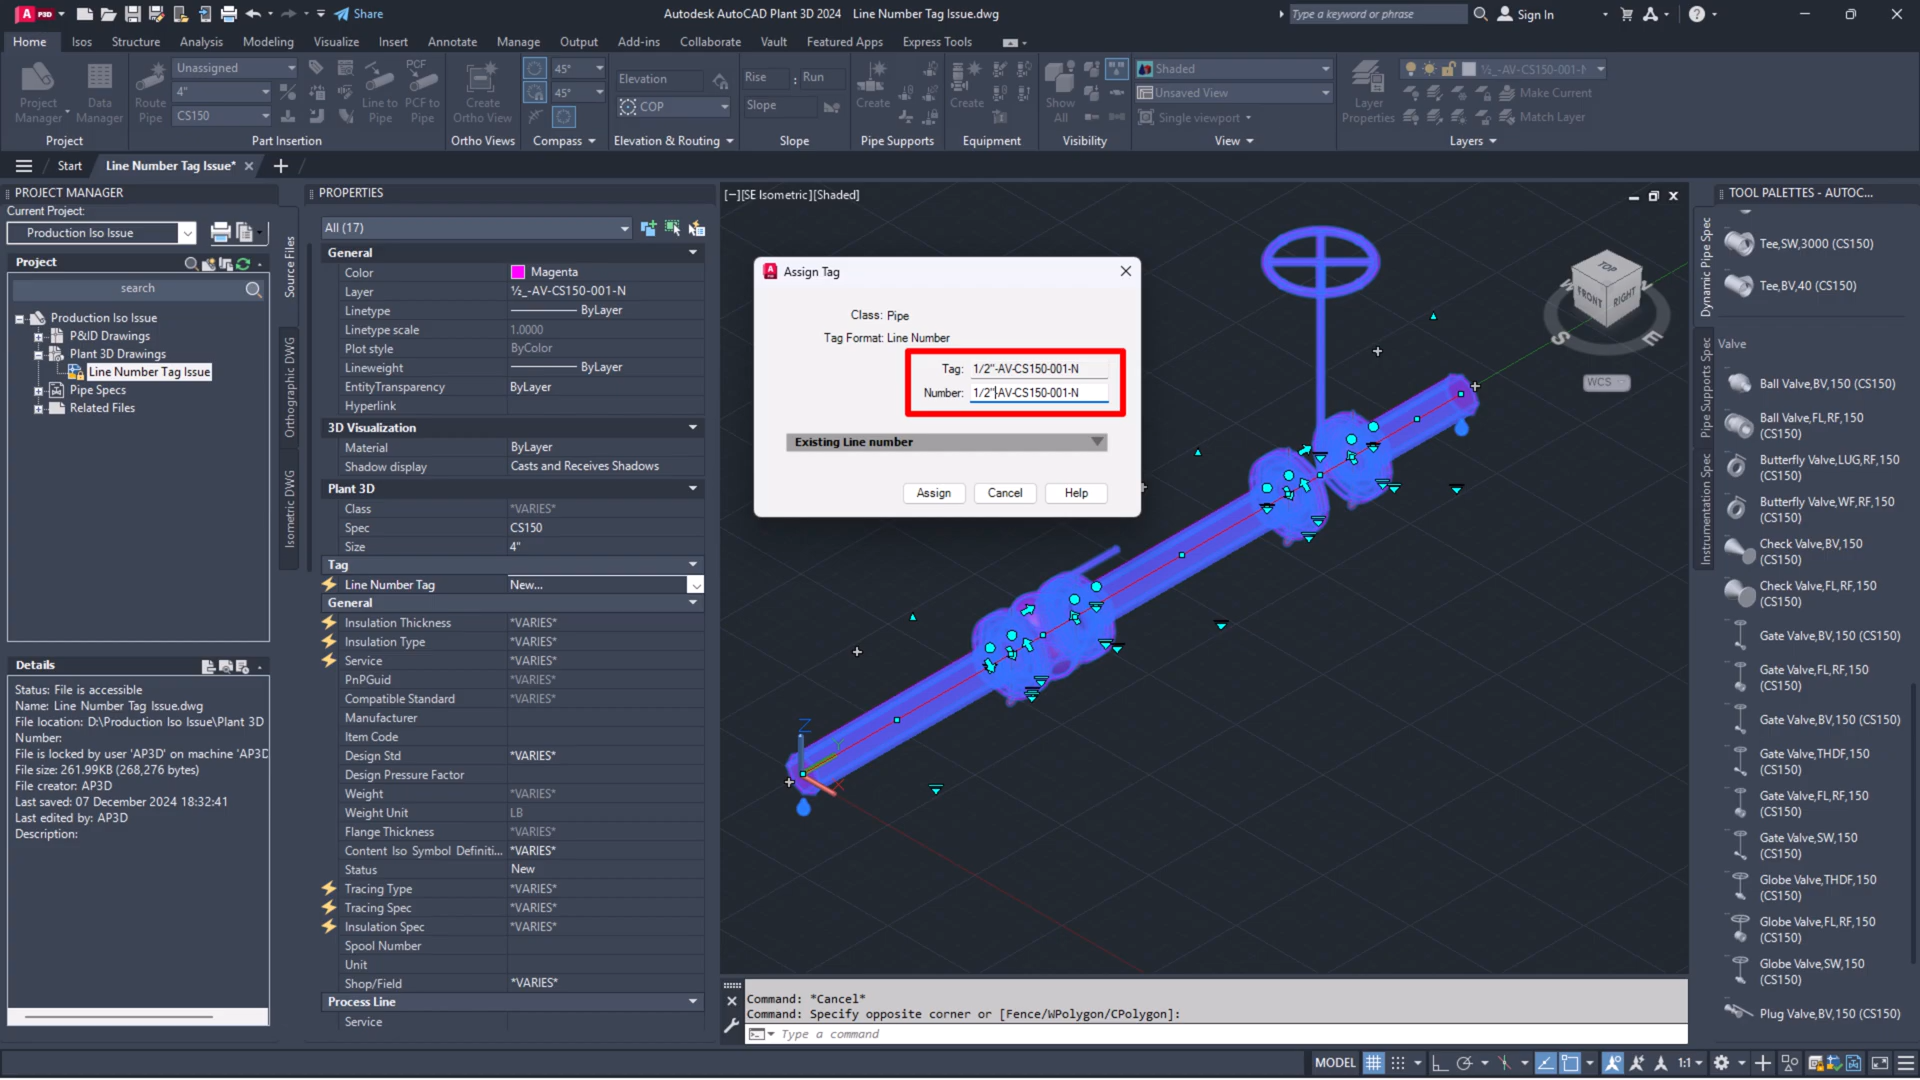 A P3D
Share
Autodesk AutoCAD Plant 3D 2024 Line Number Tag Issue.dwg
Type a keyword or phrase
Sign In
Home Isos Structure Analysis Modeling Visualize Insert Annotate Manage Output Add-ins Collaborate Vault Featured Apps Express Tools
Project Manager
Data Manager
Project
Route Pipe
Unassigned
4"
CS150
Line to Pipe
PCF
PCF to Pipe
Part Insertion
Create Ortho View
Ortho Views
45°
45°
Compass
Elevation
COP
Elevation & Routing
Rise : Run
Slope
Slope
Create
Pipe Supports
Create
Equipment
Show All
Visibility
Shaded
Unsaved View
Single viewport
View
Layer Properties
½_-AV-CS150-001-N
Make Current
Match Layer
Layers
Start
Line Number Tag Issue*
PROJECT MANAGER
Current Project:
Production Iso Issue
Project
search
Production Iso Issue
P&ID Drawings
Plant 3D Drawings
Line Number Tag Issue
Pipe Specs
Related Files
Source Files
Orthographic DWG
Isometric DWG
Details
Status: File is accessible
Name: Line Number Tag Issue.dwg
File location: D:\Production Iso Issue\Plant 3D
Number:
File is locked by user 'AP3D' on machine 'AP3D
File size: 261.99KB (268,276 bytes)
File creator: AP3D
Last saved: 07 December 2024 18:32:41
Last edited by: AP3D
Description:
PROPERTIES
All (17)
General
Color Magenta
Layer ½_-AV-CS150-001-N
Linetype ByLayer
Linetype scale 1.0000
Plot style ByColor
Lineweight ByLayer
EntityTransparency ByLayer
Hyperlink
3D Visualization
Material ByLayer
Shadow display Casts and Receives Shadows
Plant 3D
Class *VARIES*
Spec CS150
Size 4"
Tag
Line Number Tag New...
General
Insulation Thickness *VARIES*
Insulation Type *VARIES*
Service *VARIES*
PnPGuid *VARIES*
Compatible Standard *VARIES*
Manufacturer
Item Code
Design Std *VARIES*
Design Pressure Factor
Weight *VARIES*
Weight Unit LB
Flange Thickness *VARIES*
Content Iso Symbol Definiti... *VARIES*
Status New
Tracing Type *VARIES*
Tracing Spec *VARIES*
Insulation Spec *VARIES*
Spool Number
Unit
Shop/Field *VARIES*
Process Line
Service
[−][SE Isometric][Shaded]
Assign Tag
Class: Pipe
Tag Format: Line Number
Tag: 1/2"-AV-CS150-001-N
Number: 1/2"-AV-CS150-001-N
Existing Line number
Assign Cancel Help
TOP
FRONT RIGHT
S E
WCS
Z
X
Command: *Cancel*
Command: Specify opposite corner or [Fence/WPolygon/CPolygon]:
Type a command
TOOL PALETTES - AUTOC...
Dynamic Pipe Spec
Pipe Supports Spec
Instrumentation Spec
Tee,SW,3000 (CS150)
Tee,BV,40 (CS150)
Valve
Ball Valve,BV,150 (CS150)
Ball Valve,FL,RF,150
(CS150)
Butterfly Valve,LUG,RF,150
(CS150)
Butterfly Valve,WF,RF,150
(CS150)
Check Valve,BV,150
(CS150)
Check Valve,FL,RF,150
(CS150)
Gate Valve,BV,150 (CS150)
Gate Valve,FL,RF,150
(CS150)
Gate Valve,BV,150 (CS150)
Gate Valve,THDF,150
(CS150)
Gate Valve,FL,RF,150
(CS150)
Gate Valve,SW,150
(CS150)
Globe Valve,THDF,150
(CS150)
Globe Valve,FL,RF,150
(CS150)
Globe Valve,SW,150
(CS150)
Plug Valve,BV,150 (CS150)
MODEL
1:1